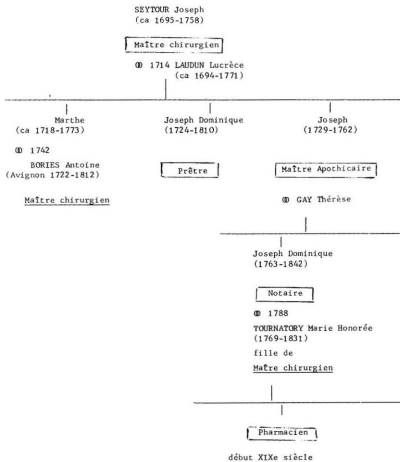 SEYTOUR Joseph
(ca 1695-1758)
Maître chirurgien
⚭ 1714 LAUDUN Lucrèce
(ca 1694-1771)
Marthe
(ca 1718-1773)
⚭ 1742
BORIES Antoine
(Avignon 1722-1812)
Maître chirurgien
Joseph Dominique
(1724-1810)
Prêtre
Joseph
(1729-1762)
Maître Apothicaire
⚭ GAY Thérèse
Joseph Dominique
(1763-1842)
Notaire
⚭ 1788
TOURNATORY Marie Honorée
(1769-1831)
fille de
Maître chirurgien
Pharmacien
début XIXe siècle